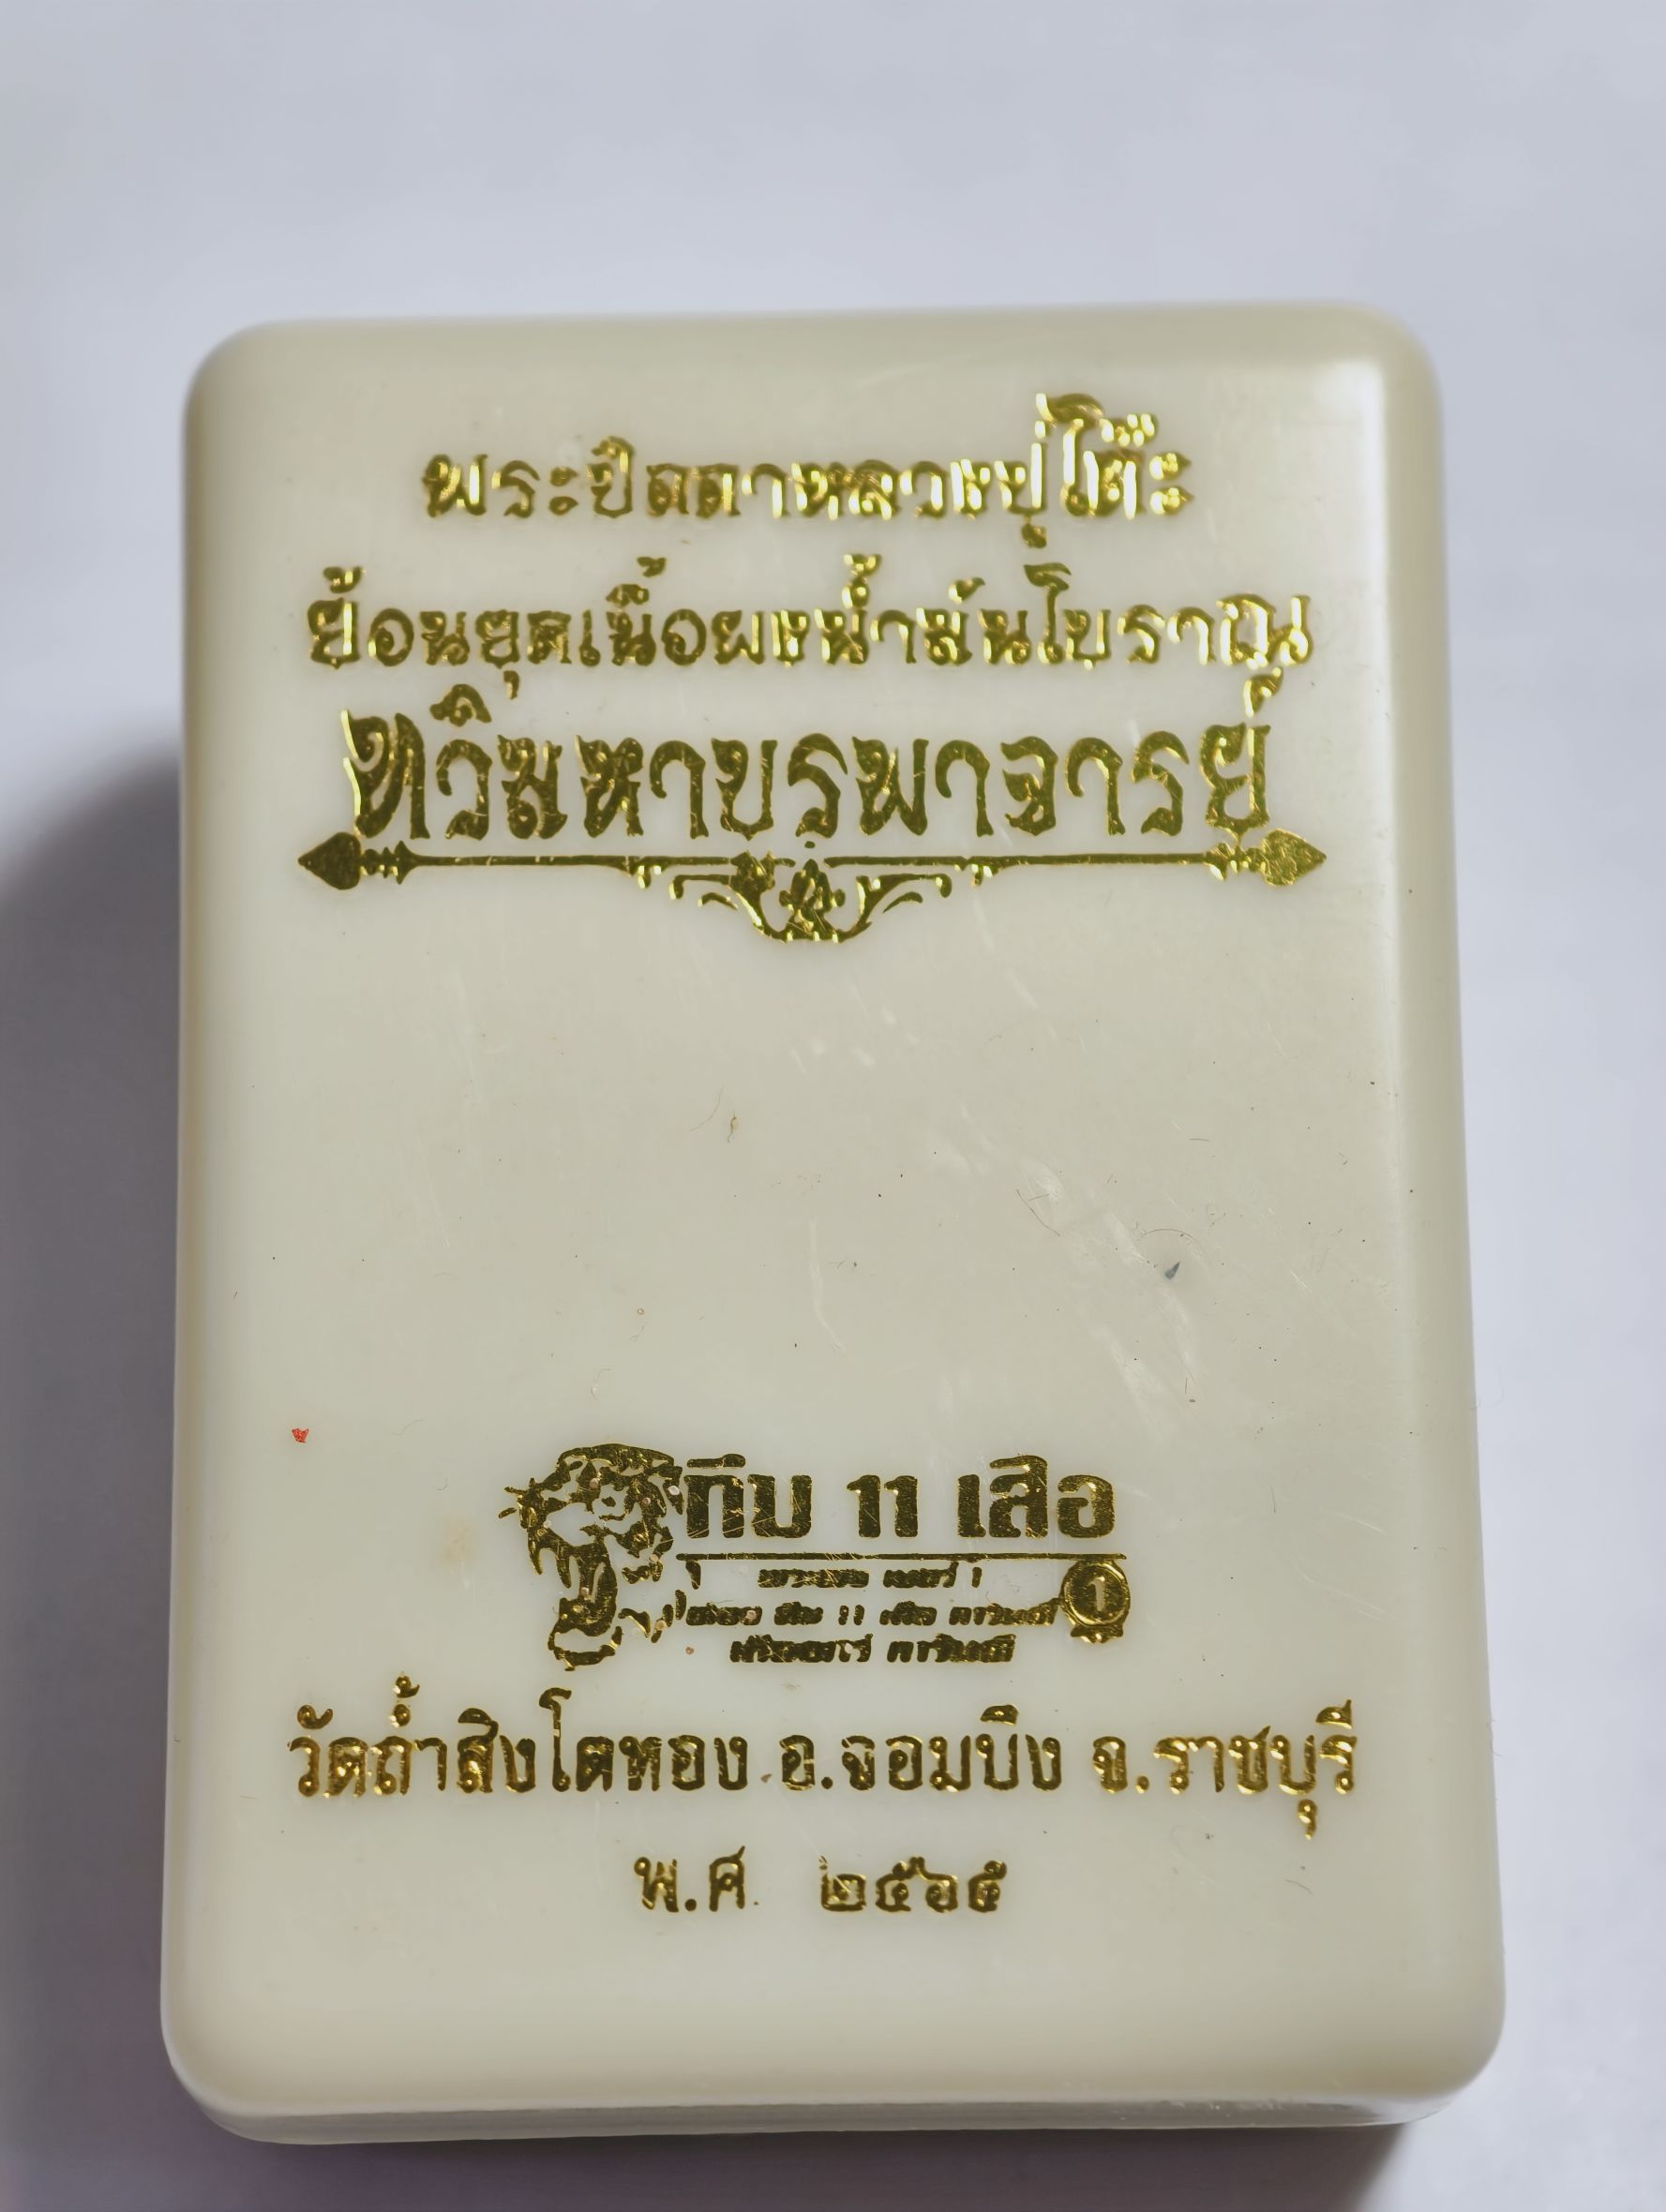 พระปิดตาหลวงปู่โต๊ะ
ย้อนยุคเนื้อผงน้ำมันโบราณ
ทวิมหาบูรพาจารย์
ทีม 11 เสือ
1
วัดถ้ำสิงโตทอง อ.จอมบึง จ.ราชบุรี
พ.ศ ๒๕๖๕